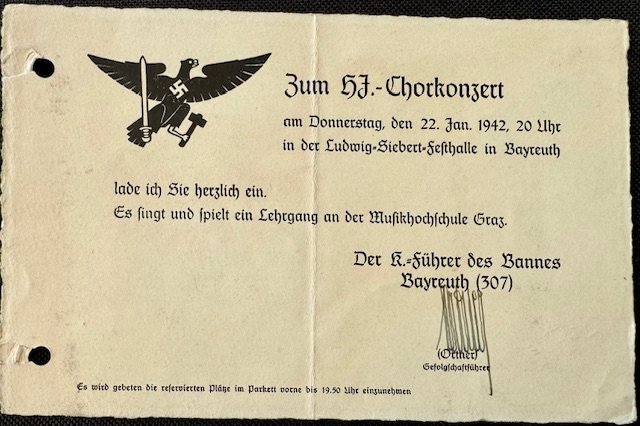 Zum HJ.-Chorkonzert
am Donnerstag, den 22. Jan. 1942, 20 Uhr
in der Ludwig-Siebert-Festhalle in Bayreuth
lade ich Sie herzlich ein.
Es singt und spielt ein Lehrgang an der Musikhochschule Graz.
Der K.-Führer des Bannes
Bayreuth (307)
(Ortner)
Gefolgschaftführer
Es wird gebeten die reservierten Plätze im Parkett vorne bis 19.50 Uhr einzunehmen